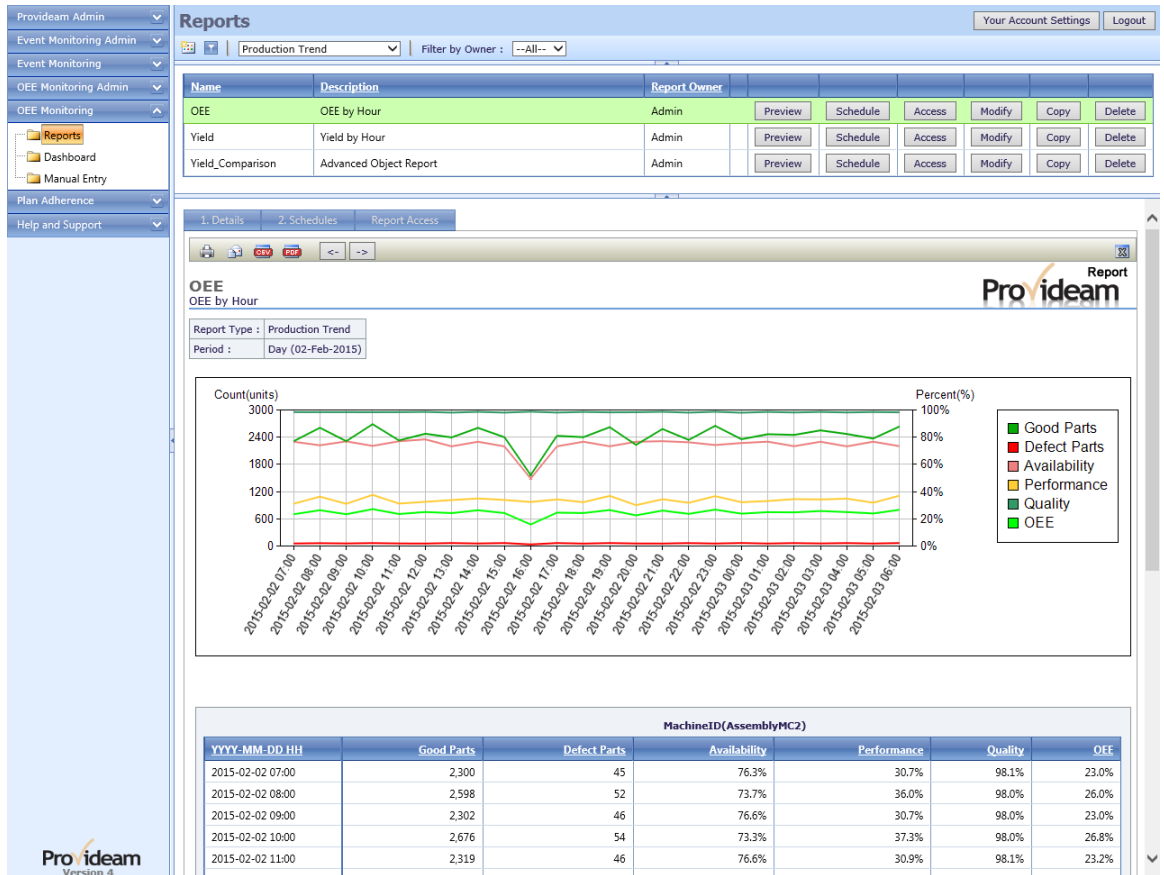 Provideam Admin
Event Monitoring Admin
Event Monitoring
OEE Monitoring Admin
OEE Monitoring
Reports
Dashboard
Manual Entry
Plan Adherence
Help and Support
Provideam
Version 4
Reports
Your Account Settings Logout
Production Trend Filter by Owner : --All--
Name Description Report Owner
OEE OEE by Hour Admin Preview Schedule Access Modify Copy Delete
Yield Yield by Hour Admin Preview Schedule Access Modify Copy Delete
Yield_Comparison Advanced Object Report Admin Preview Schedule Access Modify Copy Delete
1. Details 2. Schedules Report Access
CSV PDF <- ->
OEE
OEE by Hour
Report
Provideam
Report Type : Production Trend
Period : Day (02-Feb-2015)
Count(units) Percent(%)
3000 100%
2400 80%
1800 60%
1200 40%
600 20%
0 0%
Good Parts
Defect Parts
Availability
Performance
Quality
OEE
2015-02-02 07:00
2015-02-02 08:00
2015-02-02 09:00
2015-02-02 10:00
2015-02-02 11:00
2015-02-02 12:00
2015-02-02 13:00
2015-02-02 14:00
2015-02-02 15:00
2015-02-02 16:00
2015-02-02 17:00
2015-02-02 18:00
2015-02-02 19:00
2015-02-02 20:00
2015-02-02 21:00
2015-02-02 22:00
2015-02-02 23:00
2015-02-03 00:00
2015-02-03 01:00
2015-02-03 02:00
2015-02-03 03:00
2015-02-03 04:00
2015-02-03 05:00
2015-02-03 06:00
MachineID(AssemblyMC2)
YYYY-MM-DD HH Good Parts Defect Parts Availability Performance Quality OEE
2015-02-02 07:00 2,300 45 76.3% 30.7% 98.1% 23.0%
2015-02-02 08:00 2,598 52 73.7% 36.0% 98.0% 26.0%
2015-02-02 09:00 2,302 46 76.6% 30.7% 98.0% 23.0%
2015-02-02 10:00 2,676 54 73.3% 37.3% 98.0% 26.8%
2015-02-02 11:00 2,319 46 76.6% 30.9% 98.1% 23.2%